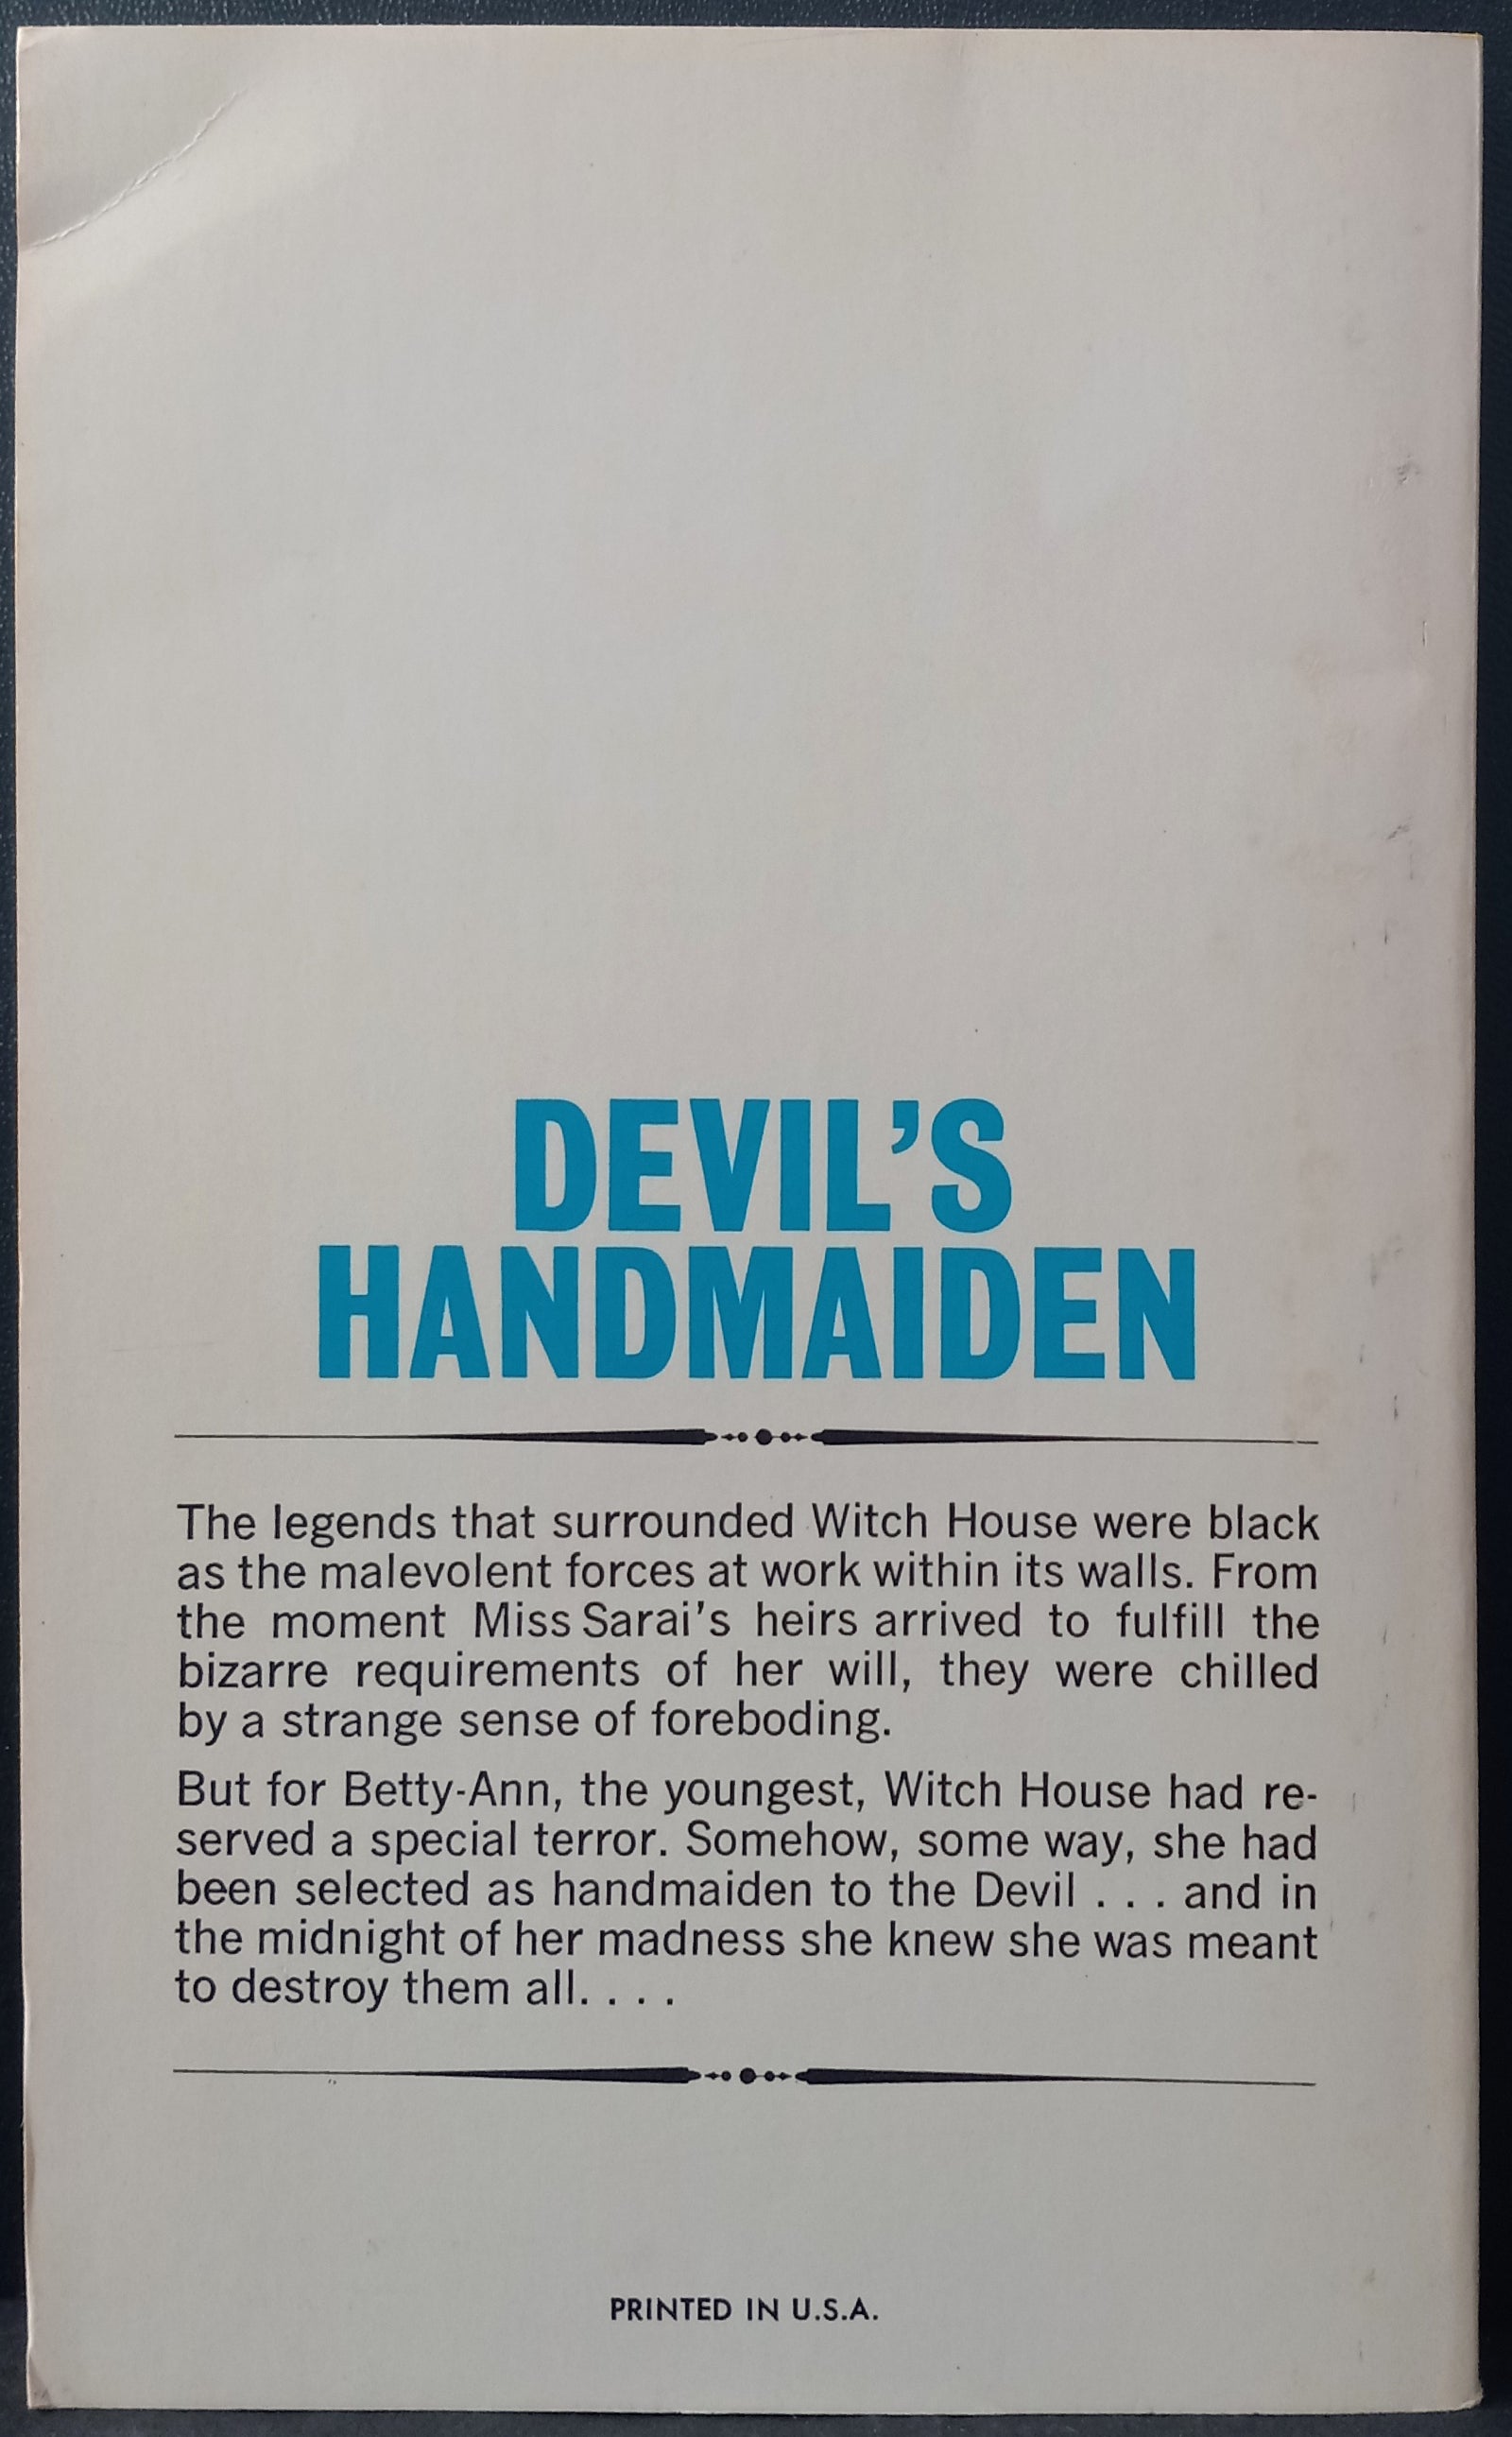 DEVIL'S
HANDMAIDEN
The legends that surrounded Witch House were black
as the malevolent forces at work within its walls. From
the moment Miss Sarai's heirs arrived to fulfill the
bizarre requirements of her will, they were chilled
by a strange sense of foreboding.
But for Betty-Ann, the youngest, Witch House had re-
served a special terror. Somehow, some way, she had
been selected as handmaiden to the Devil . . . and in
the midnight of her madness she knew she was meant
to destroy them all. . . .
PRINTED IN U.S.A.